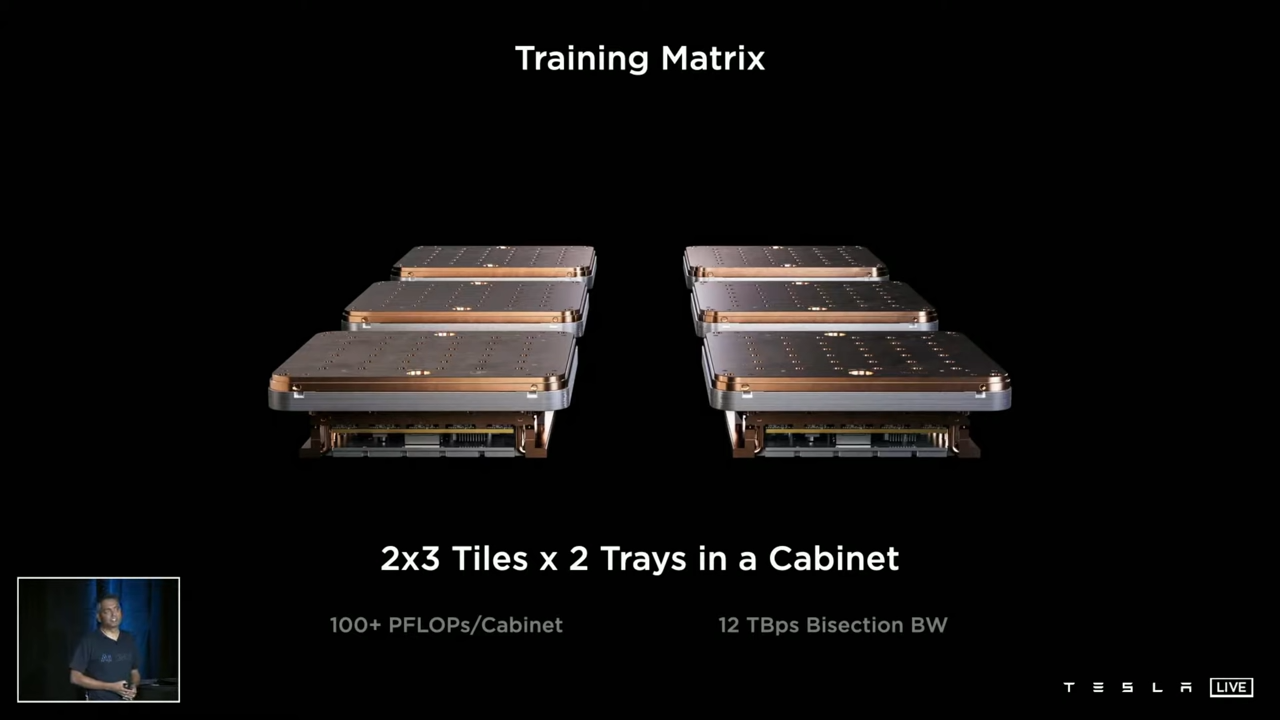 Training Matrix
2x3 Tiles x 2 Trays in a Cabinet
100+ PFLOPs/Cabinet
12 TBps Bisection BW
TESLA LIVE